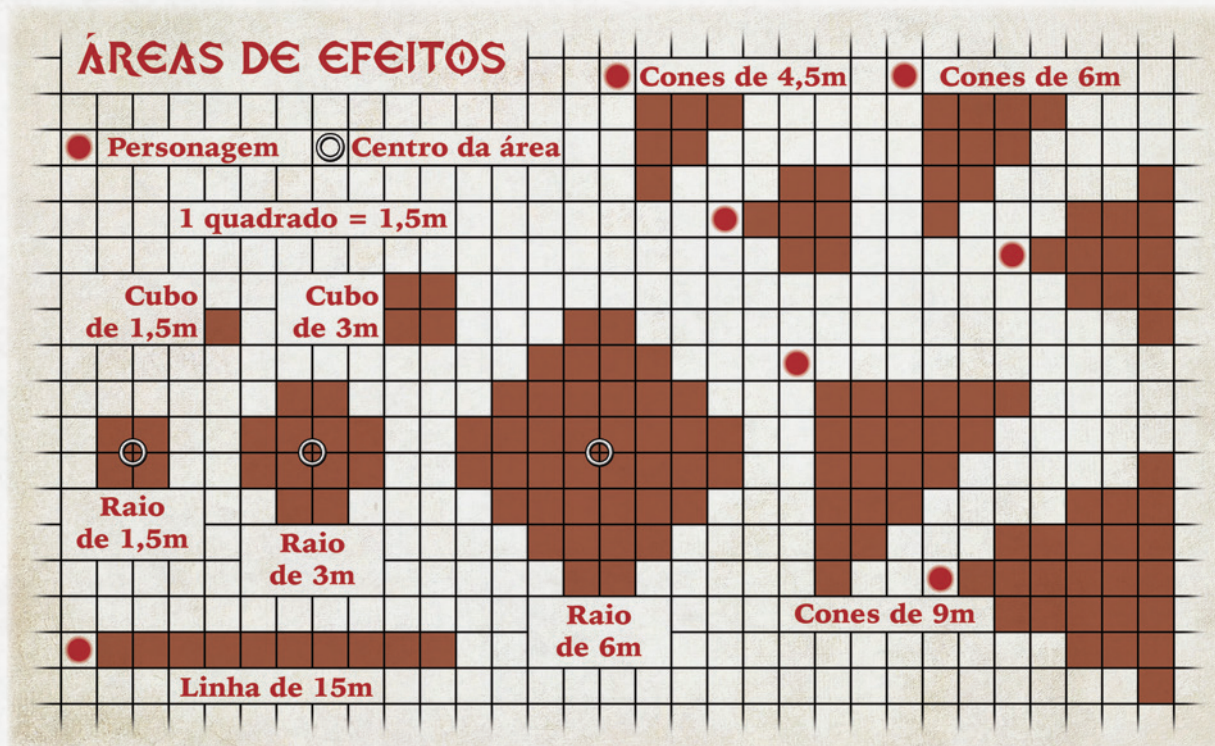 ÁREAS DE EFEITOS
Cones de 4,5m
Cones de 6m
Personagem
Centro da área
1 quadrado = 1,5m
Cubo
de 1,5m
Cubo
de 3m
Raio
de 1,5m
Raio
de 3m
Raio
de 6m
Cones de 9m
Linha de 15m